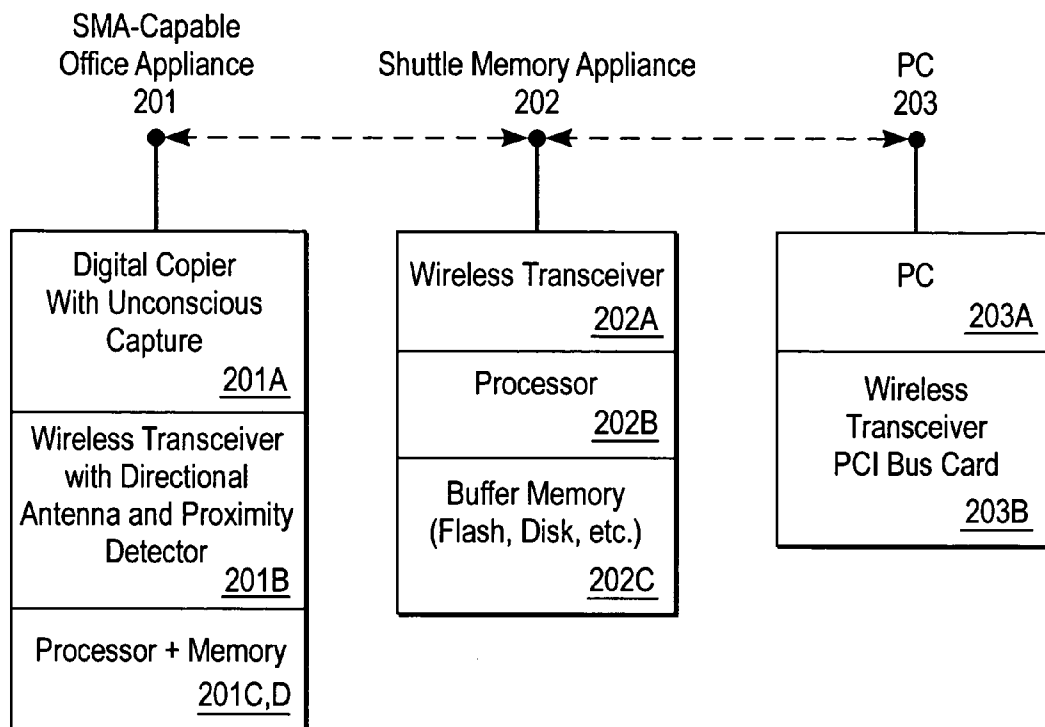 SMA-Capable
Office Appliance
201
Shuttle Memory Appliance
202
PC
203
Digital Copier
With Unconscious
Capture
201A
Wireless Transceiver
with Directional
Antenna and Proximity
Detector
201B
Processor + Memory
201C,D
Wireless Transceiver
202A
Processor
202B
Buffer Memory
(Flash, Disk, etc.)
202C
PC
203A
Wireless
Transceiver
PCI Bus Card
203B